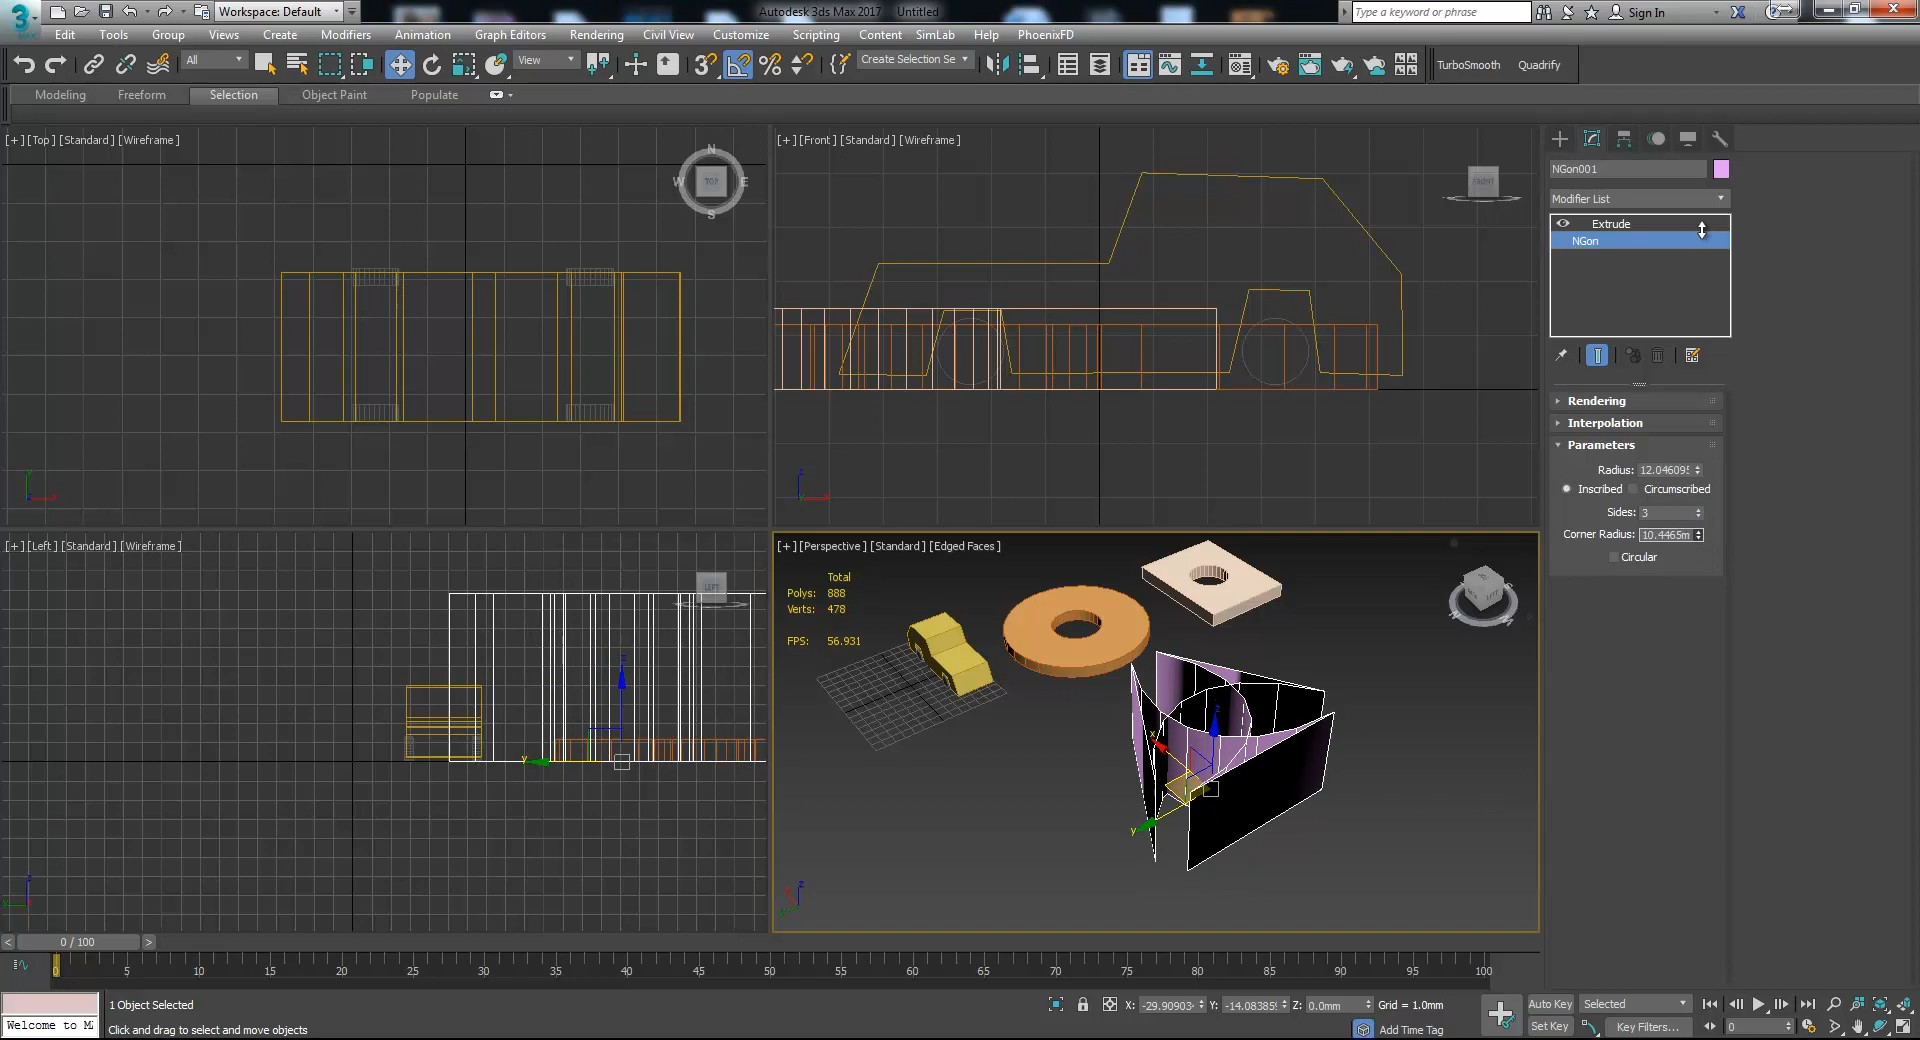 Workspace: Default
Autodesk 3ds Max 2017 Untitled
Type a keyword or phrase
Sign In
3
MAX
Edit Tools Group Views Create Modifiers Animation Graph Editors Rendering Civil View Customize Scripting Content SimLab Help PhoenixFD
All
View
3
Create Selection Se
TurboSmooth Quadrify
Modeling Freeform Selection Object Paint Populate
[+] [Top] [Standard] [Wireframe]
N
W TOP E
S
[+] [Front] [Standard] [Wireframe]
FRONT
[+] [Left] [Standard] [Wireframe]
LEFT
y
[+] [Perspective] [Standard] [Edged Faces]
Total
Polys: 888
Verts: 478
FPS: 56.931
x
z
y
NGon001
Modifier List
Extrude
NGon
Rendering
Interpolation
Parameters
Radius: 12.046095
Inscribed Circumscribed
Sides: 3
Corner Radius: 10.4465m
Circular
< 0 / 100 >
0 5 10 15 20 25 30 35 40 45 50 55 60 65 70 75 80 85 90 95 100
1 Object Selected
Welcome to M
Click and drag to select and move objects
X: -29.90903 Y: -14.08385 Z: 0.0mm Grid = 1.0mm
Add Time Tag
Auto Key Selected
Set Key Key Filters...
0